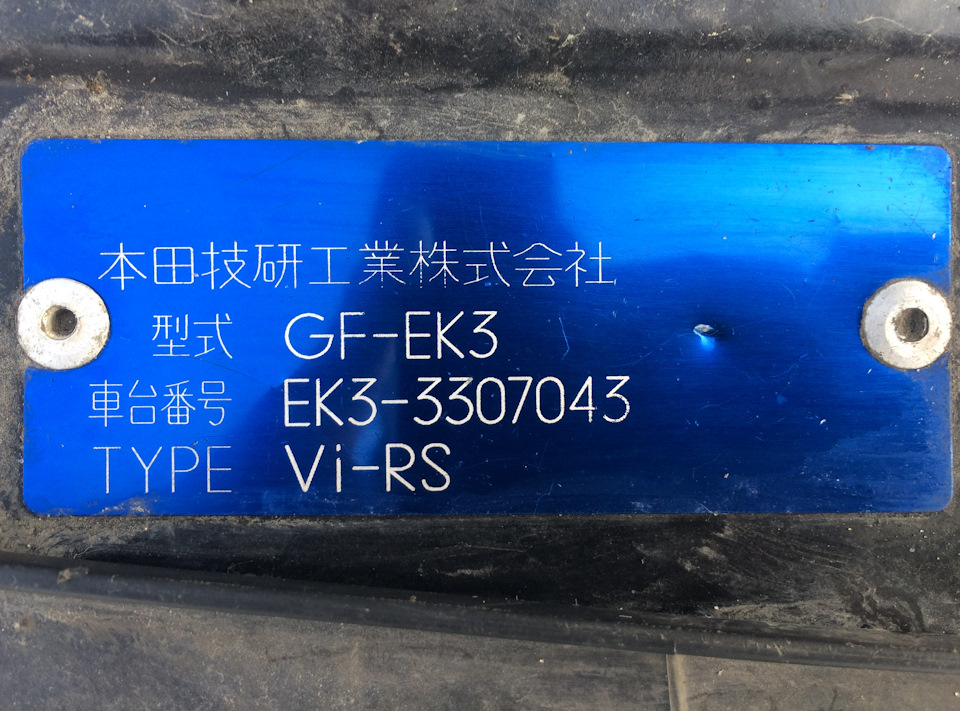 本田技研工業株式会社
型式 GF-EK3
車台番号 EK3-3307043
TYPE Vi-RS